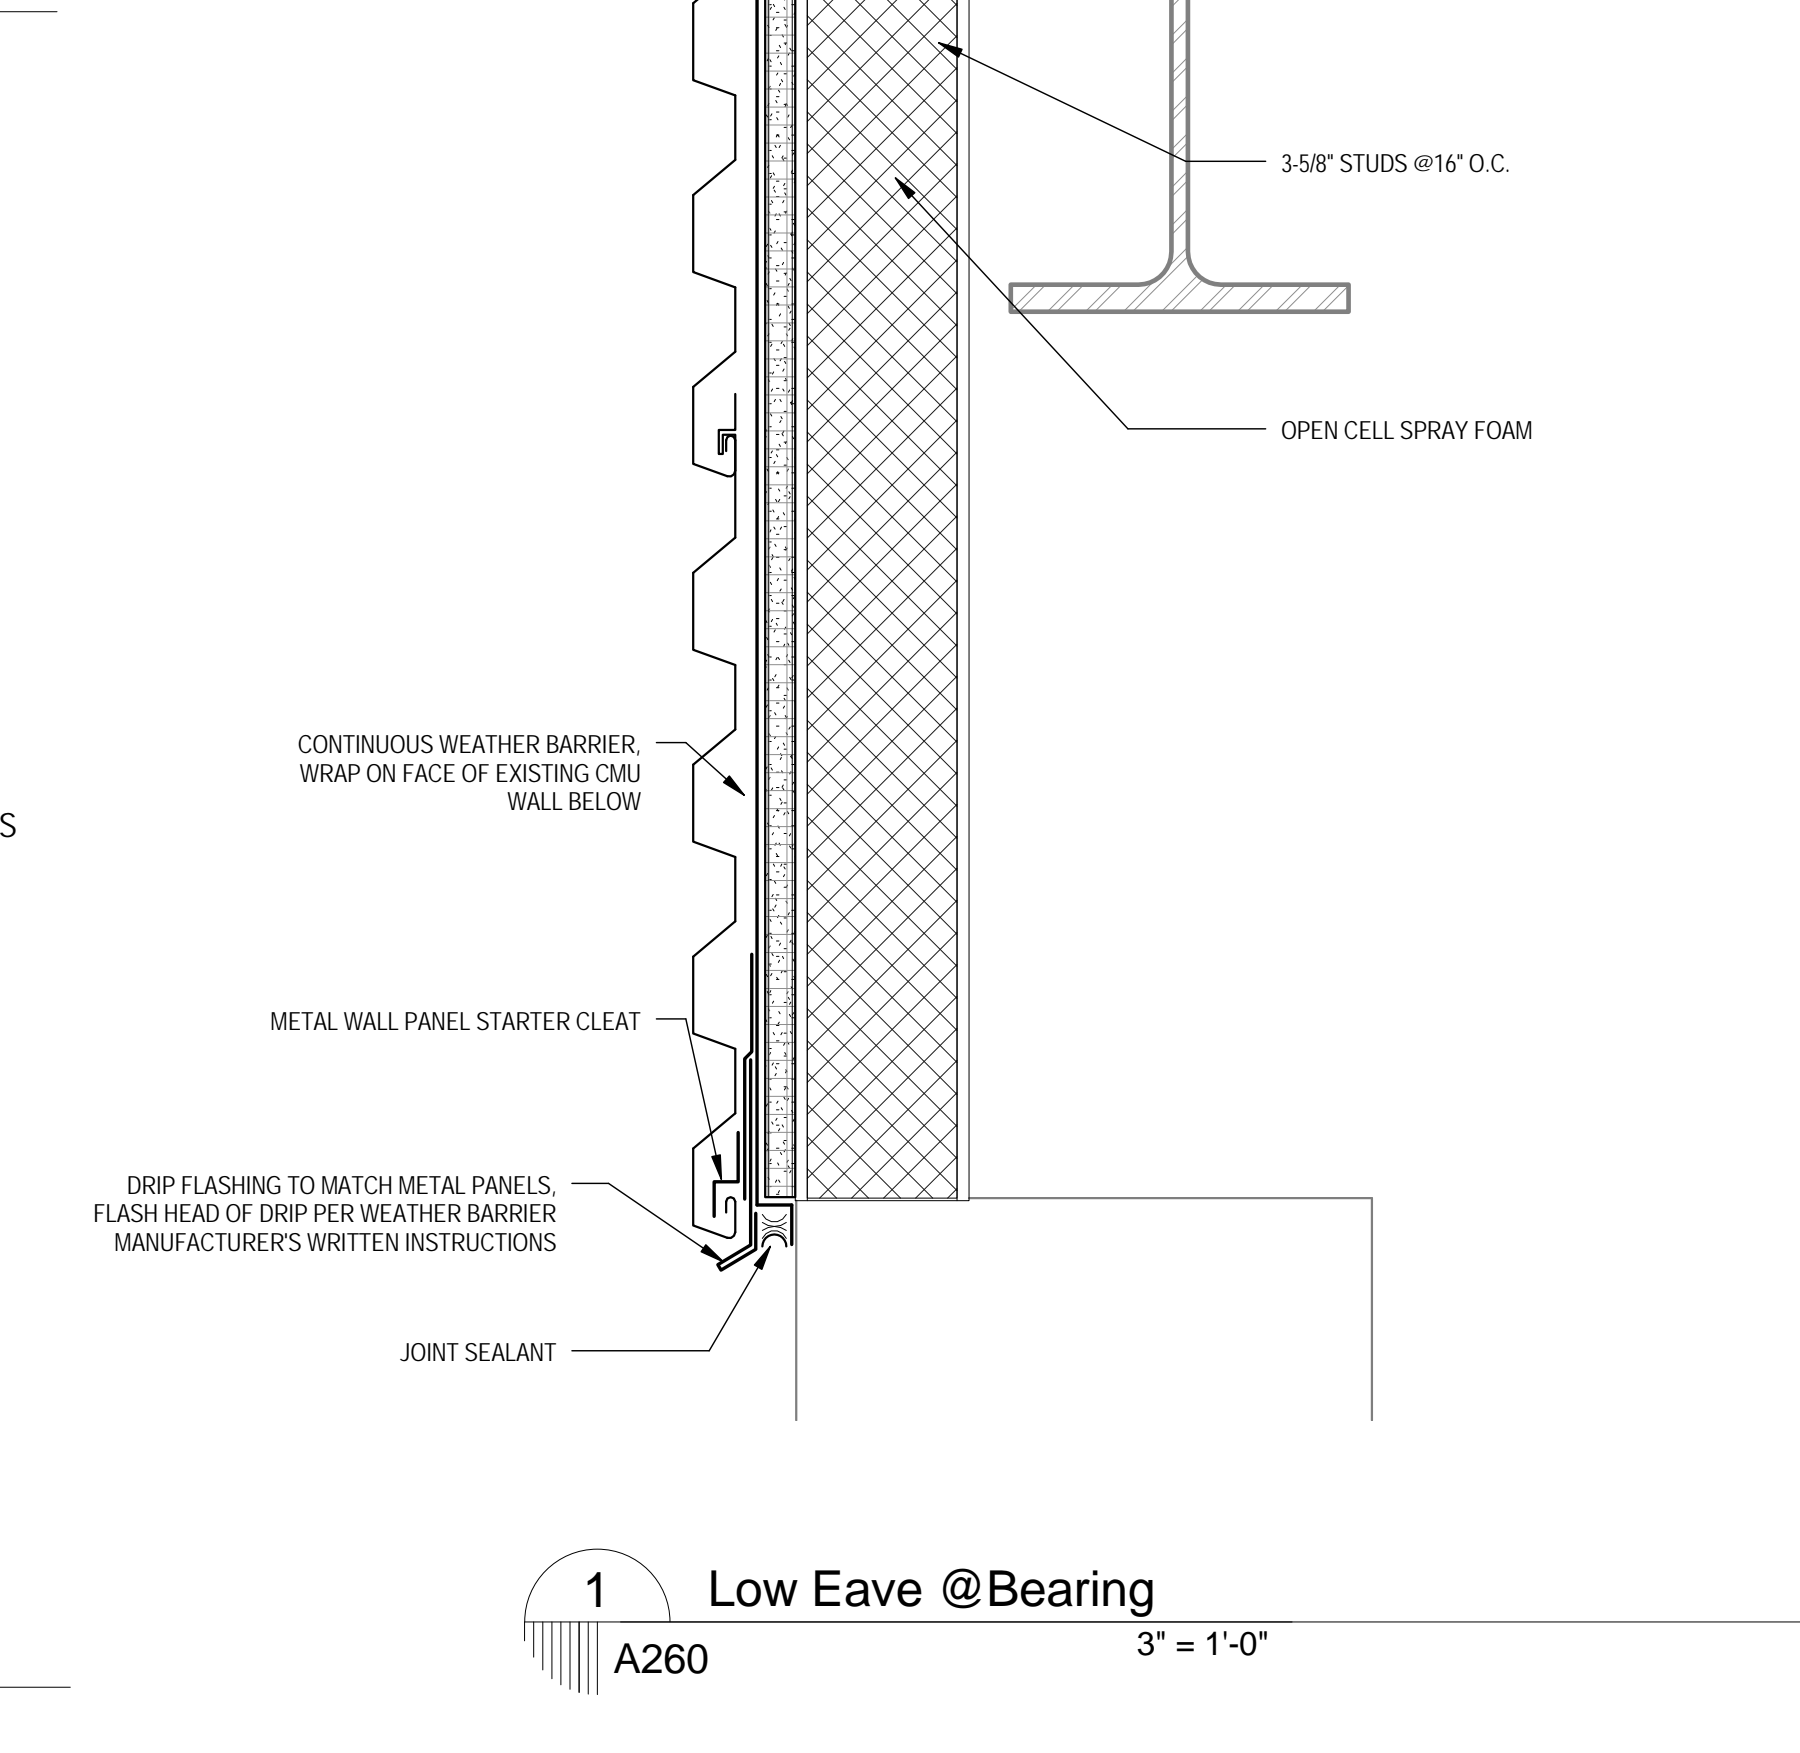 3-5/8" STUDS @16" O.C.
OPEN CELL SPRAY FOAM
CONTINUOUS WEATHER BARRIER,
WRAP ON FACE OF EXISTING CMU
WALL BELOW
S
METAL WALL PANEL STARTER CLEAT
DRIP FLASHING TO MATCH METAL PANELS,
FLASH HEAD OF DRIP PER WEATHER BARRIER
MANUFACTURER'S WRITTEN INSTRUCTIONS
JOINT SEALANT
1 Low Eave @Bearing
A260 3" = 1'-0"